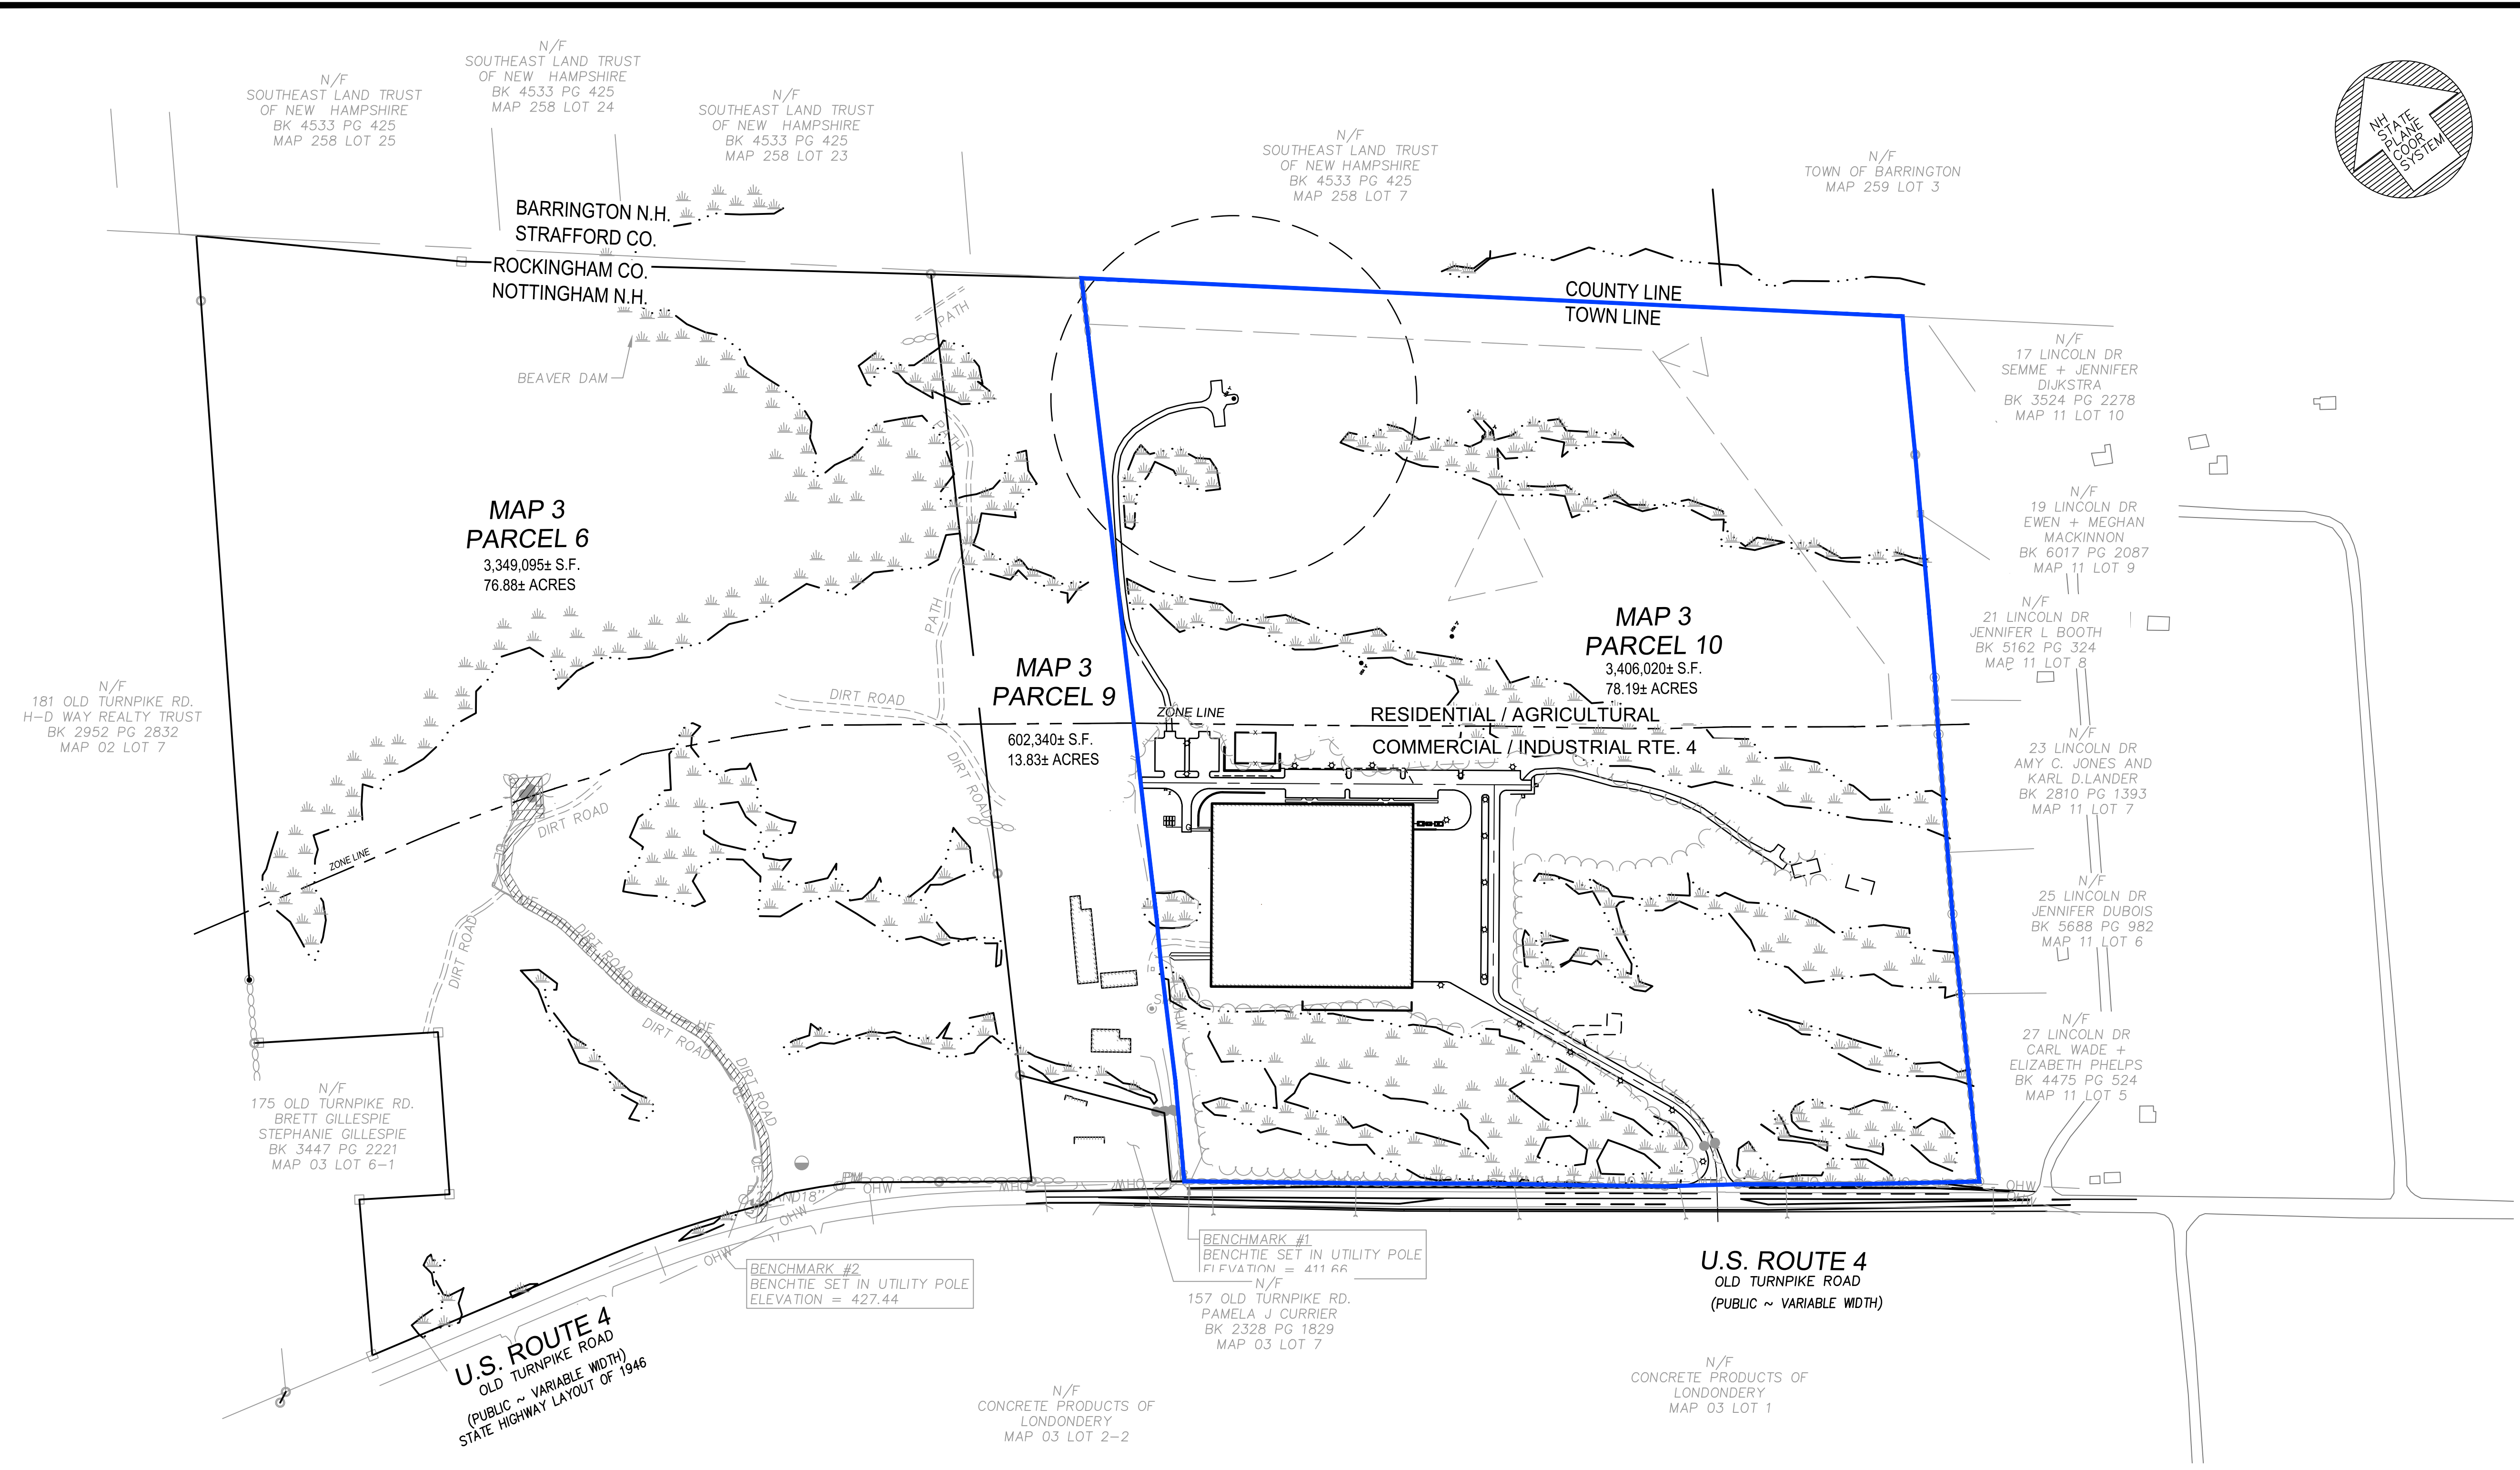 N/F
SOUTHEAST LAND TRUST
OF NEW HAMPSHIRE
BK 4533 PG 425
MAP 258 LOT 25
N/F
SOUTHEAST LAND TRUST
OF NEW HAMPSHIRE
BK 4533 PG 425
MAP 258 LOT 24
N/F
SOUTHEAST LAND TRUST
OF NEW HAMPSHIRE
BK 4533 PG 425
MAP 258 LOT 23
N/F
SOUTHEAST LAND TRUST
OF NEW HAMPSHIRE
BK 4533 PG 425
MAP 258 LOT 7
N/F
TOWN OF BARRINGTON
MAP 259 LOT 3
NH
STATE
PLANE
COOR
SYSTEM
BARRINGTON N.H.
STRAFFORD CO.
ROCKINGHAM CO.
NOTTINGHAM N.H.
COUNTY LINE
TOWN LINE
BEAVER DAM
PATH
PATH
PATH
MAP 3
PARCEL 6
3,349,095± S.F.
76.88± ACRES
MAP 3
PARCEL 9
602,340± S.F.
13.83± ACRES
MAP 3
PARCEL 10
3,406,020± S.F.
78.19± ACRES
ZONE LINE
RESIDENTIAL / AGRICULTURAL
COMMERCIAL / INDUSTRIAL RTE. 4
ZONE LINE
DIRT ROAD
DIRT ROAD
DIRT ROAD
DIRT ROAD
DIRT ROAD
DIRT ROAD
DIRT ROAD
N/F
181 OLD TURNPIKE RD.
H-D WAY REALTY TRUST
BK 2952 PG 2832
MAP 02 LOT 7
N/F
175 OLD TURNPIKE RD.
BRETT GILLESPIE
STEPHANIE GILLESPIE
BK 3447 PG 2221
MAP 03 LOT 6-1
N/F
17 LINCOLN DR
SEMME + JENNIFER
DIJKSTRA
BK 3524 PG 2278
MAP 11 LOT 10
N/F
19 LINCOLN DR
EWEN + MEGHAN
MACKINNON
BK 6017 PG 2087
MAP 11 LOT 9
N/F
21 LINCOLN DR
JENNIFER L BOOTH
BK 5162 PG 324
MAP 11 LOT 8
N/F
23 LINCOLN DR
AMY C. JONES AND
KARL D.LANDER
BK 2810 PG 1393
MAP 11 LOT 7
N/F
25 LINCOLN DR
JENNIFER DUBOIS
BK 5688 PG 982
MAP 11 LOT 6
N/F
27 LINCOLN DR
CARL WADE +
ELIZABETH PHELPS
BK 4475 PG 524
MAP 11 LOT 5
OHW
OHW
OHW
OHW
OHW
OHW
OHW
BENCHMARK #2
BENCHTIE SET IN UTILITY POLE
ELEVATION = 427.44
BENCHMARK #1
BENCHTIE SET IN UTILITY POLE
ELEVATION = 411.66
N/F
157 OLD TURNPIKE RD.
PAMELA J CURRIER
BK 2328 PG 1829
MAP 03 LOT 7
U.S. ROUTE 4
OLD TURNPIKE ROAD
(PUBLIC ~ VARIABLE WIDTH)
U.S. ROUTE 4
OLD TURNPIKE ROAD
(PUBLIC ~ VARIABLE WIDTH)
STATE HIGHWAY LAYOUT OF 1946
N/F
CONCRETE PRODUCTS OF
LONDONDERY
MAP 03 LOT 2-2
N/F
CONCRETE PRODUCTS OF
LONDONDERY
MAP 03 LOT 1